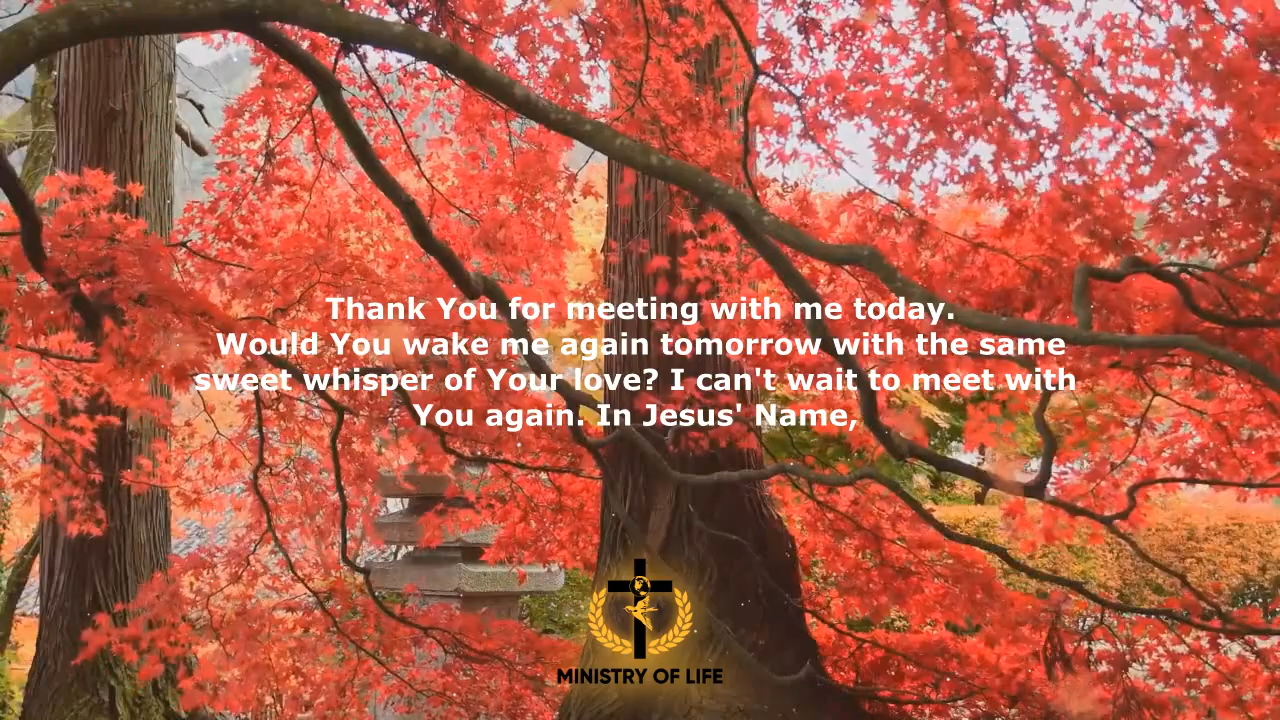 Thank You for meeting with me today.
Would You wake me again tomorrow with the same
sweet whisper of Your love? I can't wait to meet with
You again. In Jesus' Name,
MINISTRY OF LIFE